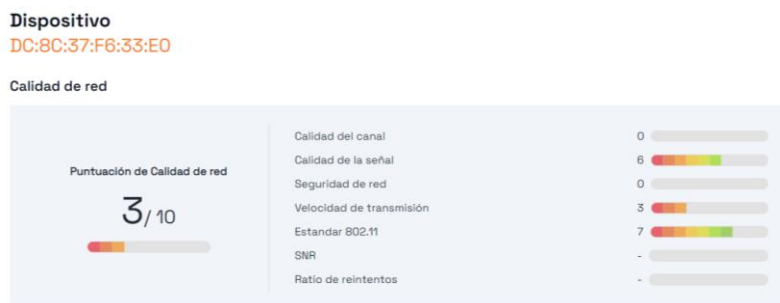 Dispositivo
DC:8C:37:F6:33:E0
Calidad de red
Puntuación de Calidad de red
3/ 10
Calidad del canal 0
Calidad de la señal 6
Seguridad de red 0
Velocidad de transmisión 3
Estandar 802.11 7
SNR -
Ratio de reintentos -